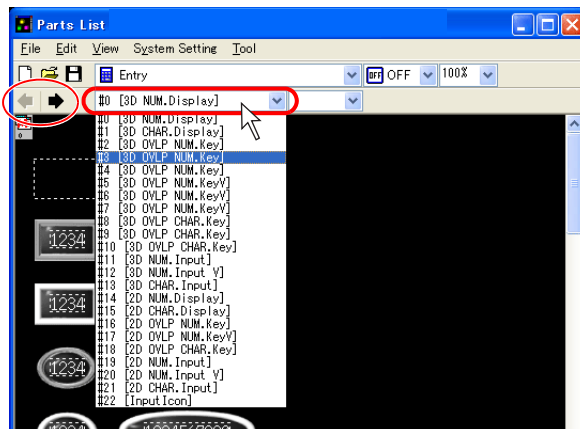 Parts List
File Edit View System Setting Tool
Entry OFF OFF 100%
#0 [3D NUM.Display]
#0 [3D NUM.Display]
#1 [3D CHAR.Display]
#2 [3D OVLP NUM.Key]
#3 [3D OVLP NUM.Key]
#4 [3D OVLP NUM.Key]
#5 [3D OVLP NUM.KeyV]
#6 [3D OVLP NUM.KeyV]
#7 [3D OVLP NUM.KeyV]
#8 [3D OVLP CHAR.Key]
#9 [3D OVLP CHAR.Key]
#10 [3D OVLP CHAR.Key]
#11 [3D NUM.Input]
#12 [3D NUM.Input V]
#13 [3D CHAR.Input]
#14 [2D NUM.Display]
#15 [2D CHAR.Display]
#16 [2D OVLP NUM.Key]
#17 [2D OVLP NUM.KeyV]
#18 [2D OVLP CHAR.Key]
#19 [2D NUM.Input]
#20 [2D NUM.Input V]
#21 [2D CHAR.Input]
#22 [InputIcon]
0
1234
1234
1234